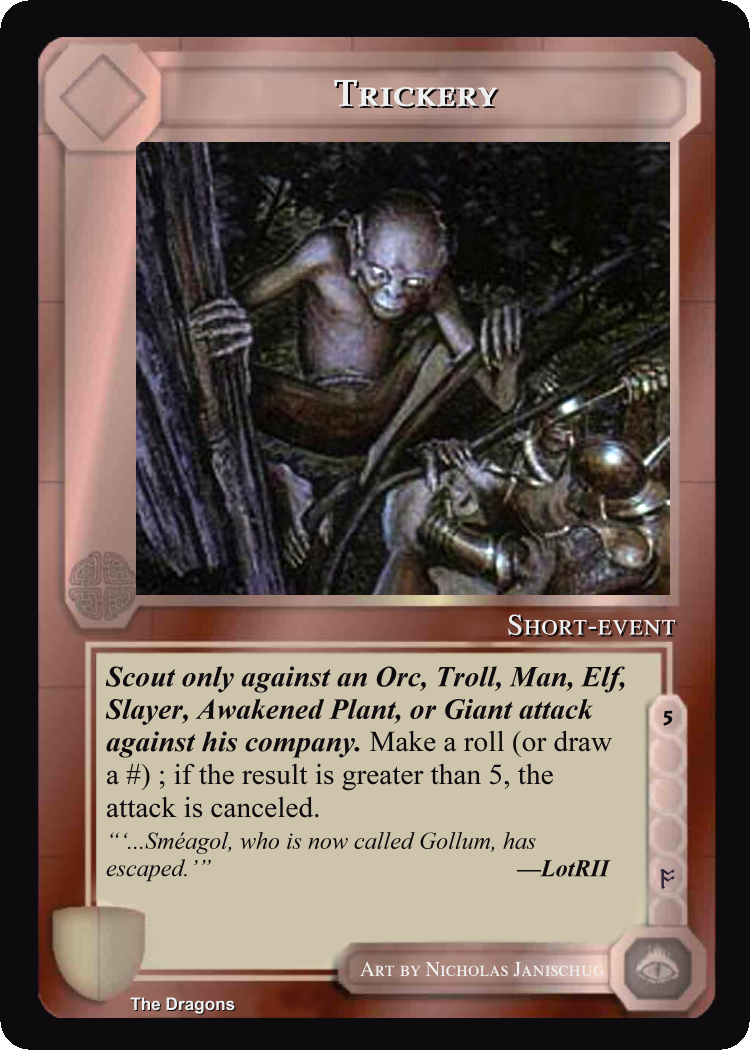 Trickery
Short-event
Scout only against an Orc, Troll, Man, Elf,
Slayer, Awakened Plant, or Giant attack
against his company. Make a roll (or draw
a #) ; if the result is greater than 5, the
attack is canceled.
“‘...Sméagol, who is now called Gollum, has
escaped.’” —LotRII
5
Art by Nicholas Janischug
The Dragons